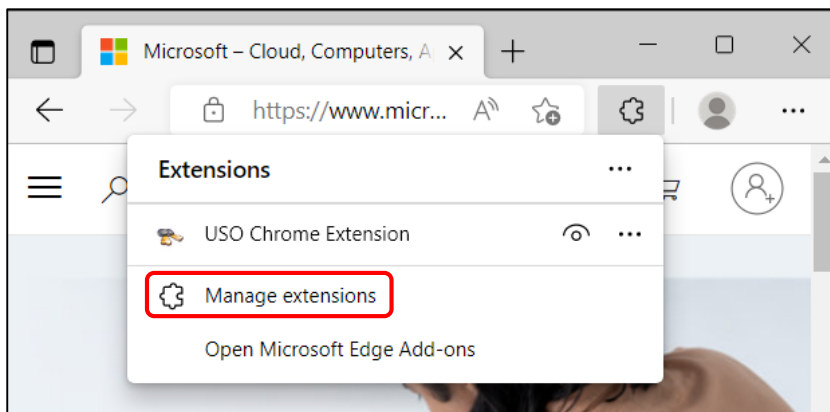 Microsoft – Cloud, Computers, A
https://www.micr...
Extensions
USO Chrome Extension
Manage extensions
Open Microsoft Edge Add-ons